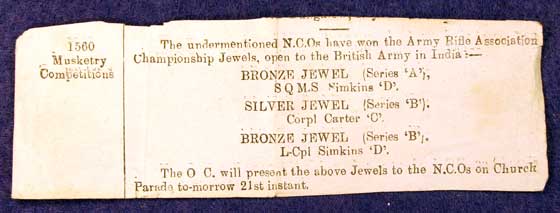 1560
Musketry
Competitions
The undermentioned N.C.Os have won the Army Rifle Association
Championship Jewels, open to the British Army in India :—
BRONZE JEWEL (Series 'A'),
S Q M.S Simkins 'D'.
SILVER JEWEL (Series 'B').
Corpl Carter 'C'.
BRONZE JEWEL (Series 'B').
L-Cpl Simkins 'D'.
The O C. will present the above Jewels to the N.C.Os on Church
Parade to-morrow 21st instant.